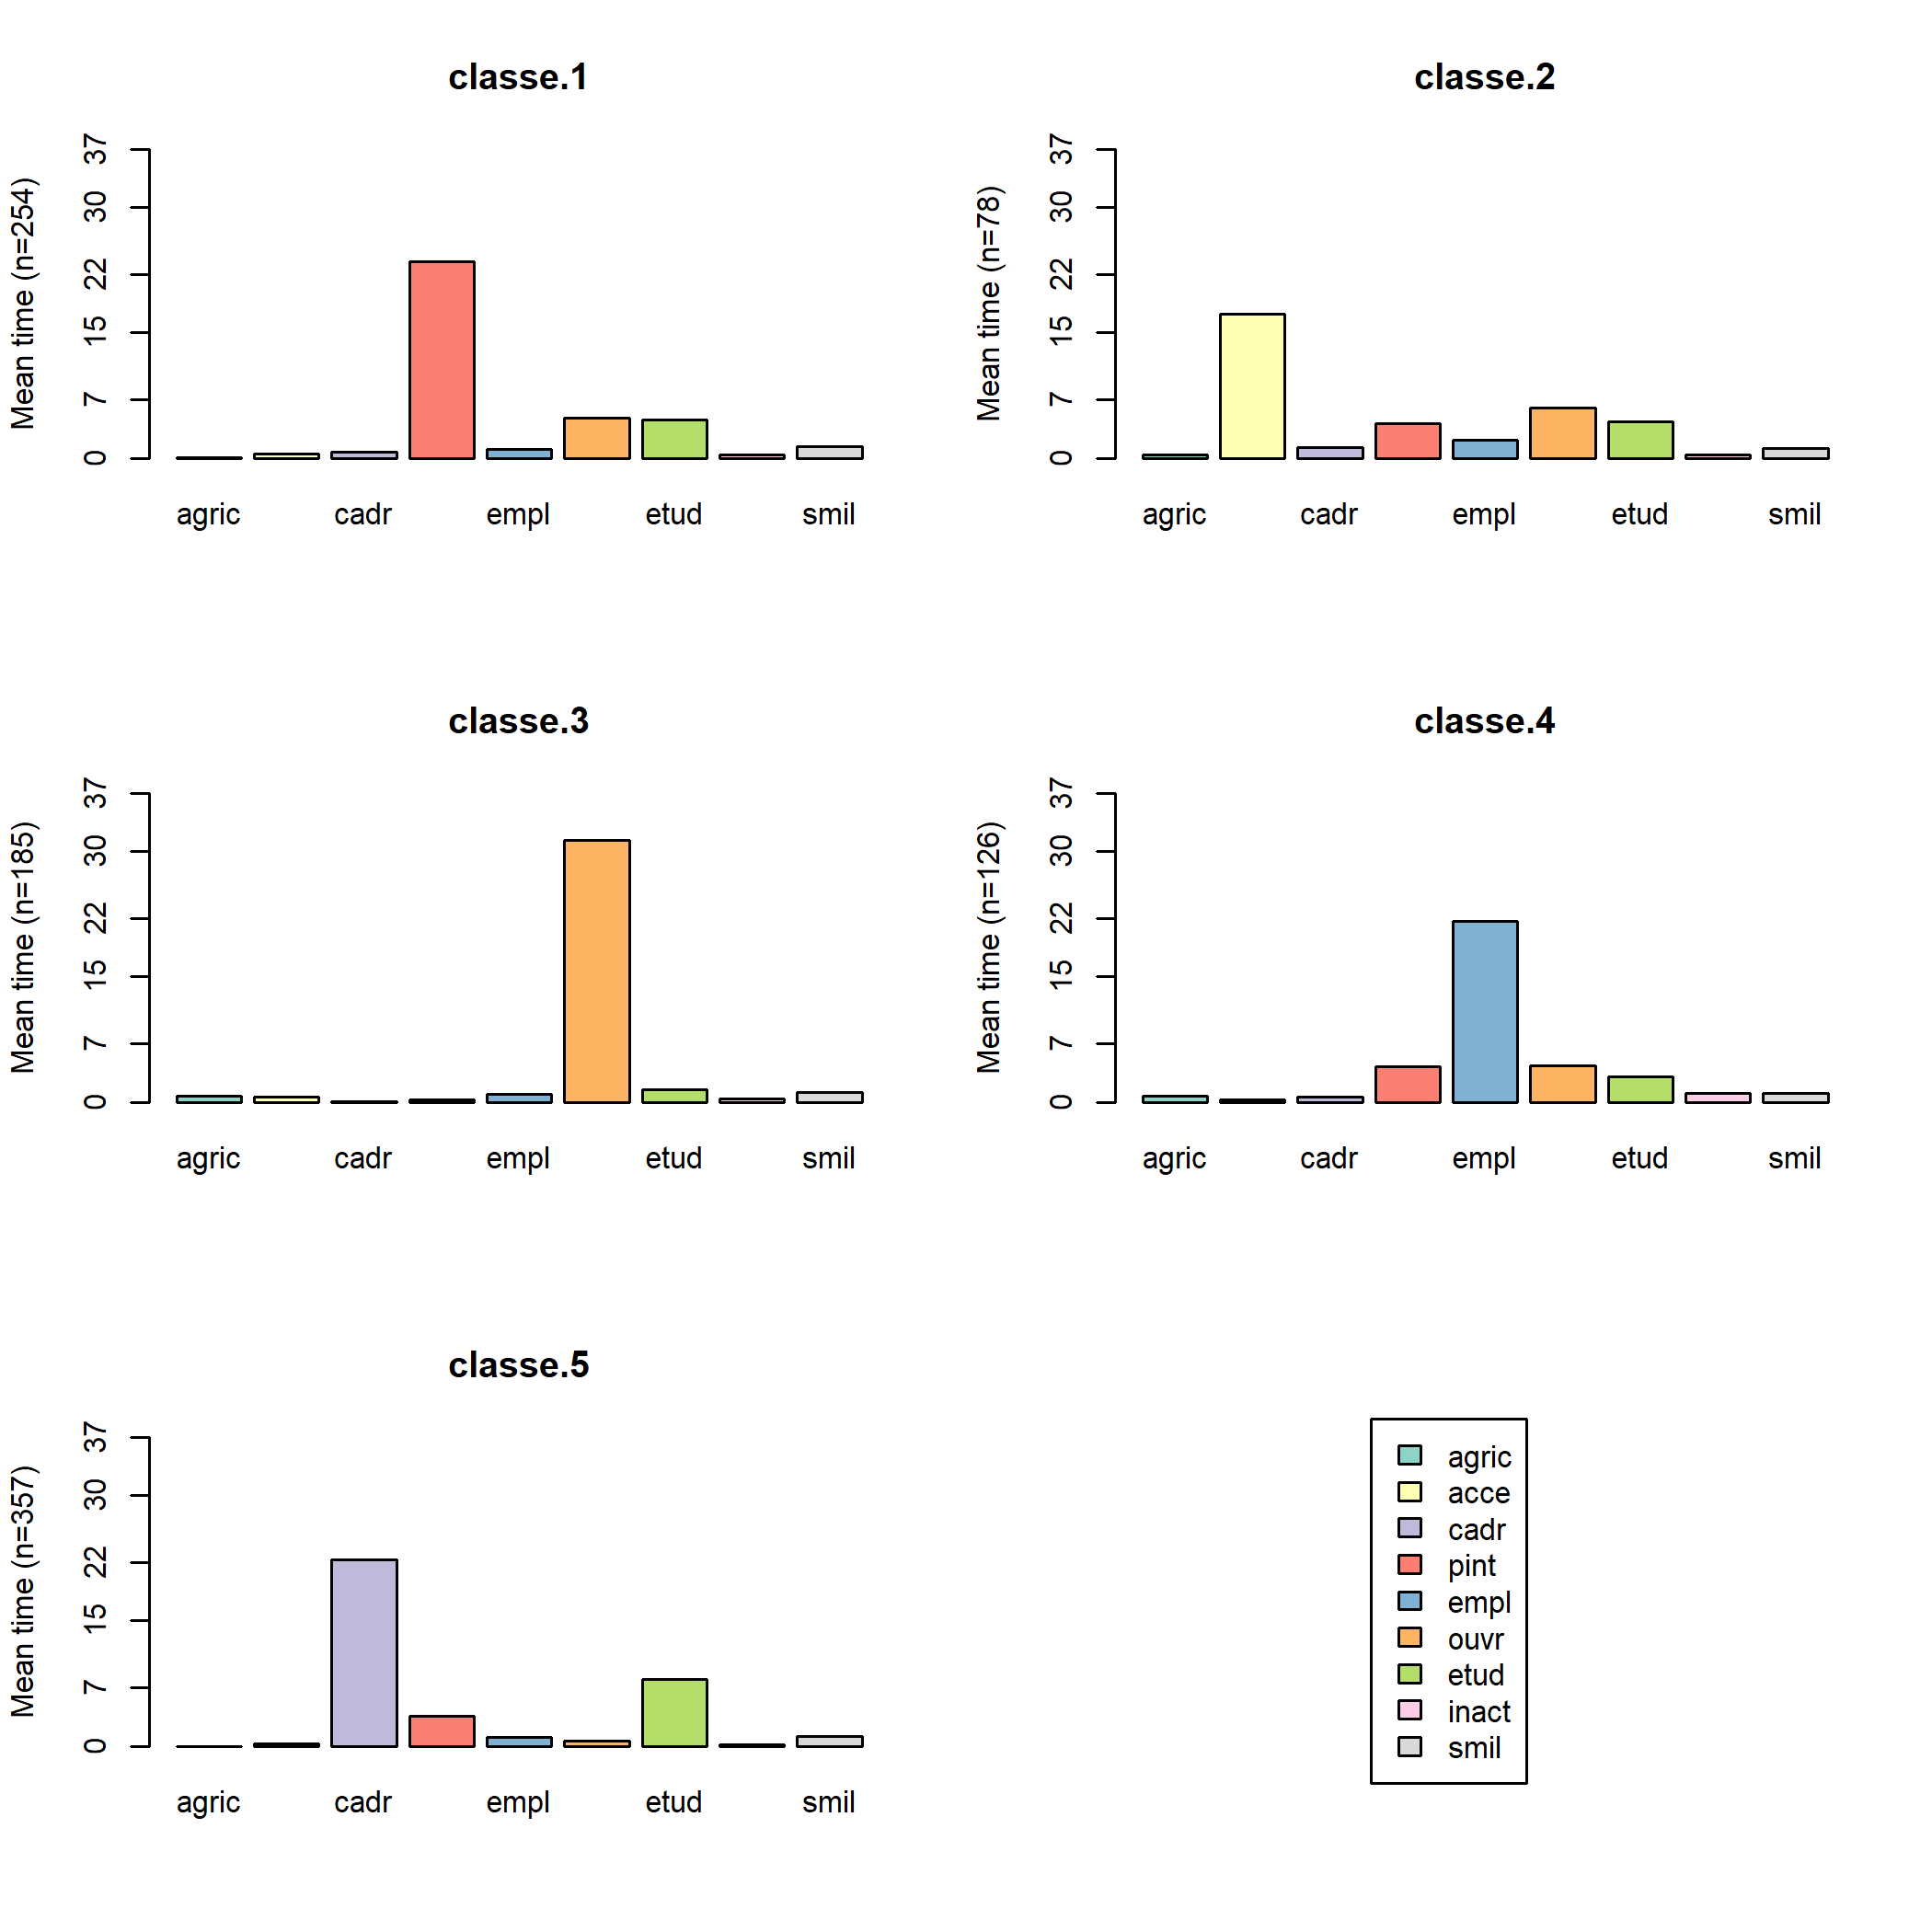 classe.1
Mean time (n=254)
37
30
22
15
7
0
agric cadr empl etud smil
classe.2
Mean time (n=78)
37
30
22
15
7
0
agric cadr empl etud smil
classe.3
Mean time (n=185)
37
30
22
15
7
0
agric cadr empl etud smil
classe.4
Mean time (n=126)
37
30
22
15
7
0
agric cadr empl etud smil
classe.5
Mean time (n=357)
37
30
22
15
7
0
agric cadr empl etud smil
agric
acce
cadr
pint
empl
ouvr
etud
inact
smil